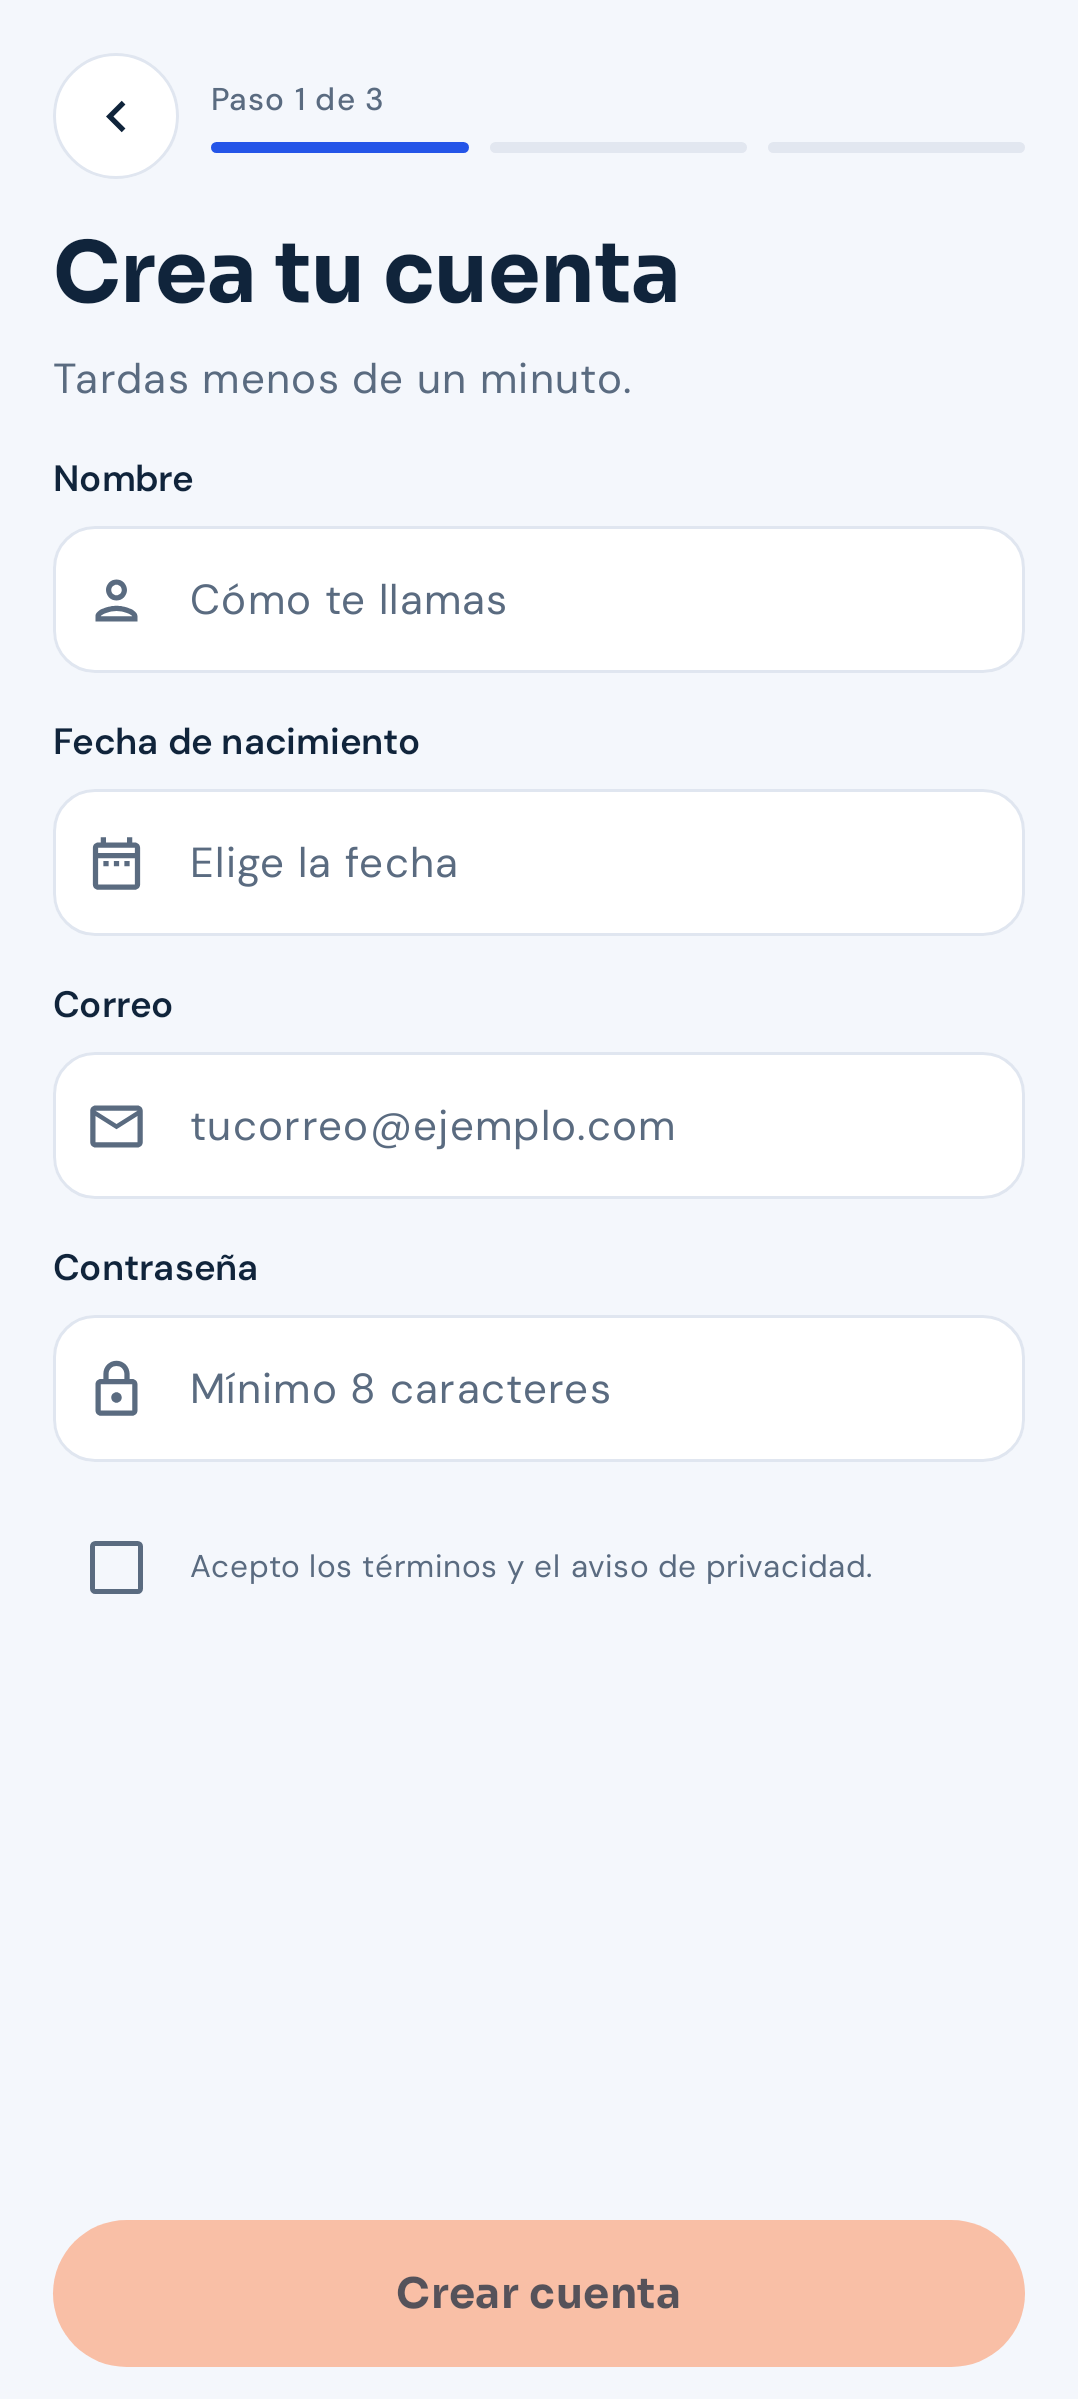 Paso 1 de 3
Crea tu cuenta
Tardas menos de un minuto.
Nombre
Cómo te llamas
Fecha de nacimiento
Elige la fecha
Correo
tucorreo@ejemplo.com
Contraseña
Mínimo 8 caracteres
Acepto los términos y el aviso de privacidad.
Crear cuenta